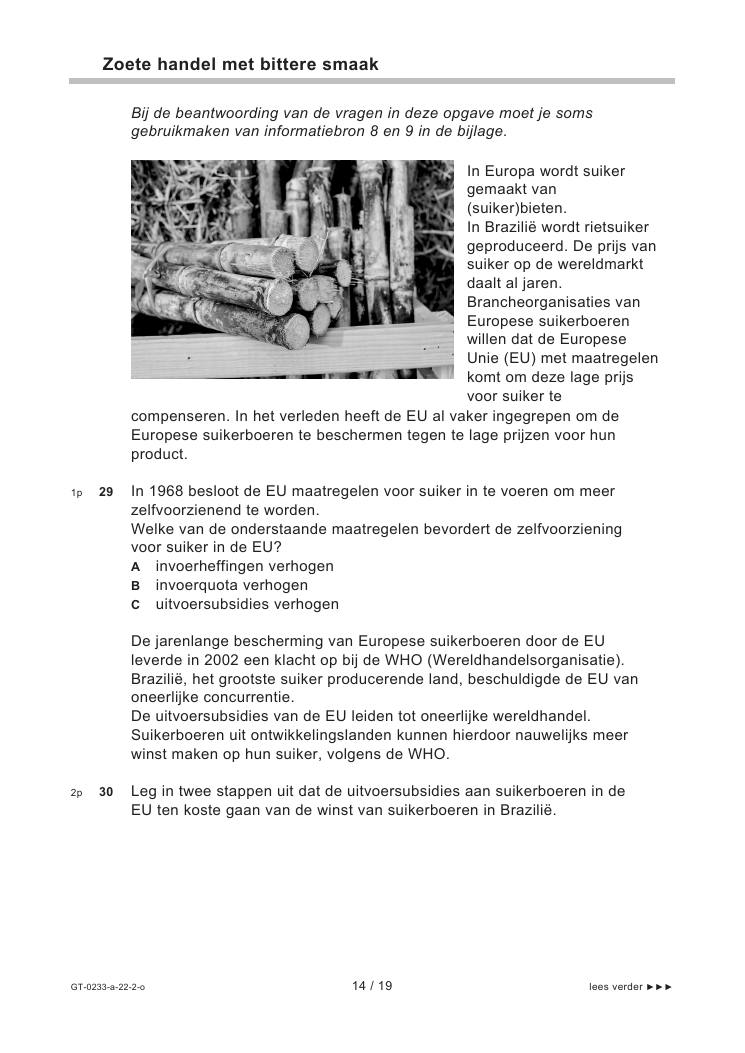 Zoete handel met bittere smaak
Bij de beantwoording van de vragen in deze opgave moet je soms
gebruikmaken van informatiebron 8 en 9 in de bijlage.
In Europa wordt suiker
gemaakt van
(suiker)bieten.
In Brazilië wordt rietsuiker
geproduceerd. De prijs van
suiker op de wereldmarkt
daalt al jaren.
Brancheorganisaties van
Europese suikerboeren
willen dat de Europese
Unie (EU) met maatregelen
komt om deze lage prijs
voor suiker te
compenseren. In het verleden heeft de EU al vaker ingegrepen om de
Europese suikerboeren te beschermen tegen te lage prijzen voor hun
product.
1p 29 In 1968 besloot de EU maatregelen voor suiker in te voeren om meer
zelfvoorzienend te worden.
Welke van de onderstaande maatregelen bevordert de zelfvoorziening
voor suiker in de EU?
A invoerheffingen verhogen
B invoerquota verhogen
C uitvoersubsidies verhogen
De jarenlange bescherming van Europese suikerboeren door de EU
leverde in 2002 een klacht op bij de WHO (Wereldhandelsorganisatie).
Brazilië, het grootste suiker producerende land, beschuldigde de EU van
oneerlijke concurrentie.
De uitvoersubsidies van de EU leiden tot oneerlijke wereldhandel.
Suikerboeren uit ontwikkelingslanden kunnen hierdoor nauwelijks meer
winst maken op hun suiker, volgens de WHO.
2p 30 Leg in twee stappen uit dat de uitvoersubsidies aan suikerboeren in de
EU ten koste gaan van de winst van suikerboeren in Brazilië.
GT-0233-a-22-2-o 14 / 19 lees verder ►►►